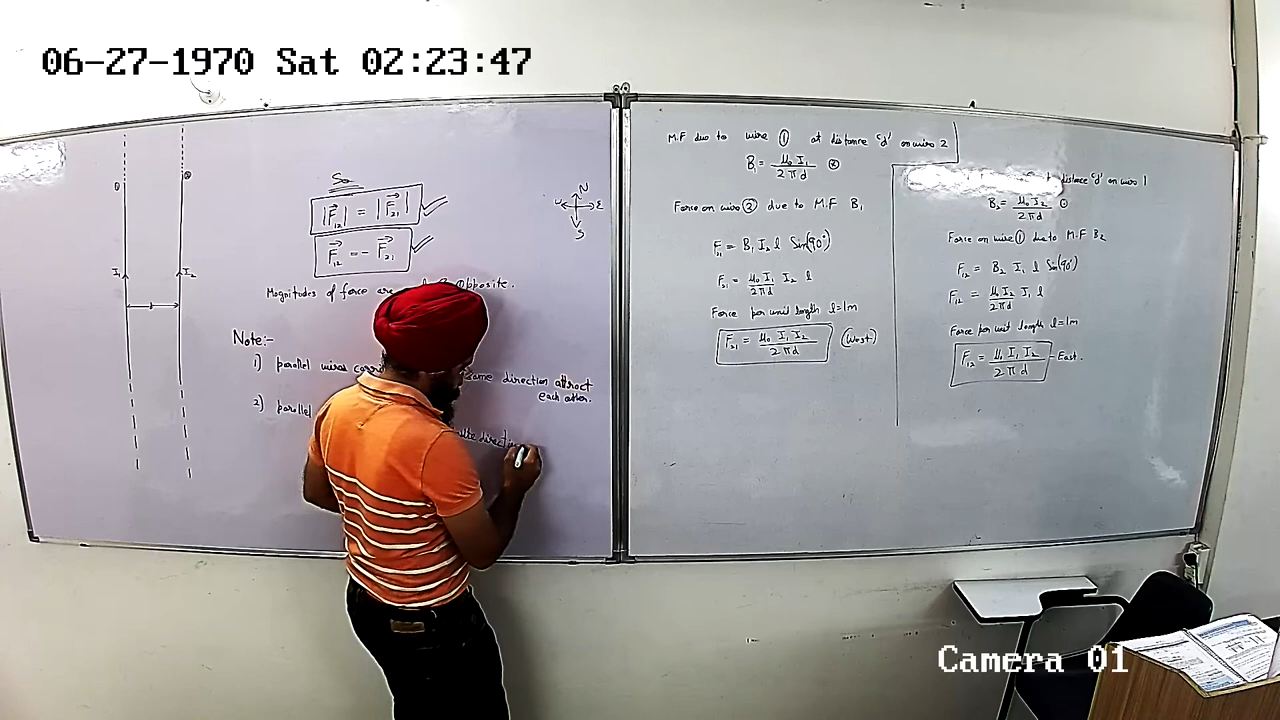 06-27-1970 Sat 02:23:47
I₁
I₂
d
So
|F⃗₁₂| = |F⃗₂₁|
F⃗₁₂ = - F⃗₂₁
N
E
S
Magnitudes of force are opposite.
Note:-
1) parallel wires same direction attract
each other.
2) parallel
M.F due to wire ① at distance 'd' on wire 2
B₁ = μ₀ I₁ / 2πd ⊗
Force on wire ② due to M.F B₁
F₂₁ = B₁ I₂ l Sin(90°)
F₂₁ = μ₀ I₁ / 2πd I₂ l
Force per unit length l=1m
F₂₁ = μ₀ I₁ I₂ / 2πd (West)
distance 'd' on wire 1
B₂ = μ₀ I₂ / 2πd ⊙
Force on wire ① due to M.F B₂
F₁₂ = B₂ I₁ l Sin(90°)
F₁₂ = μ₀ I₂ / 2πd I₁ l
Force per unit length l=1m
F₁₂ = μ₀ I₁ I₂ / 2πd - East.
Camera 01